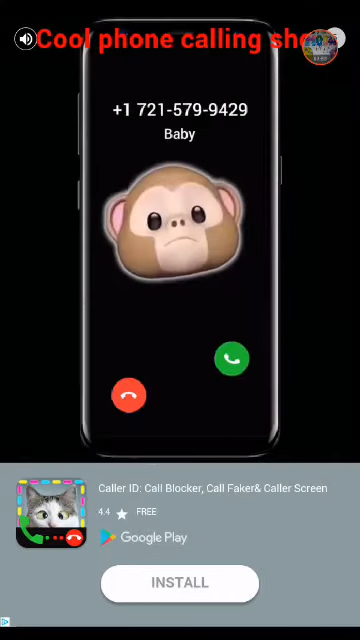 Cool phone calling sho
+1 721-579-9429
Baby
Caller ID: Call Blocker, Call Faker& Caller Screen
4.4 FREE
Google Play
INSTALL